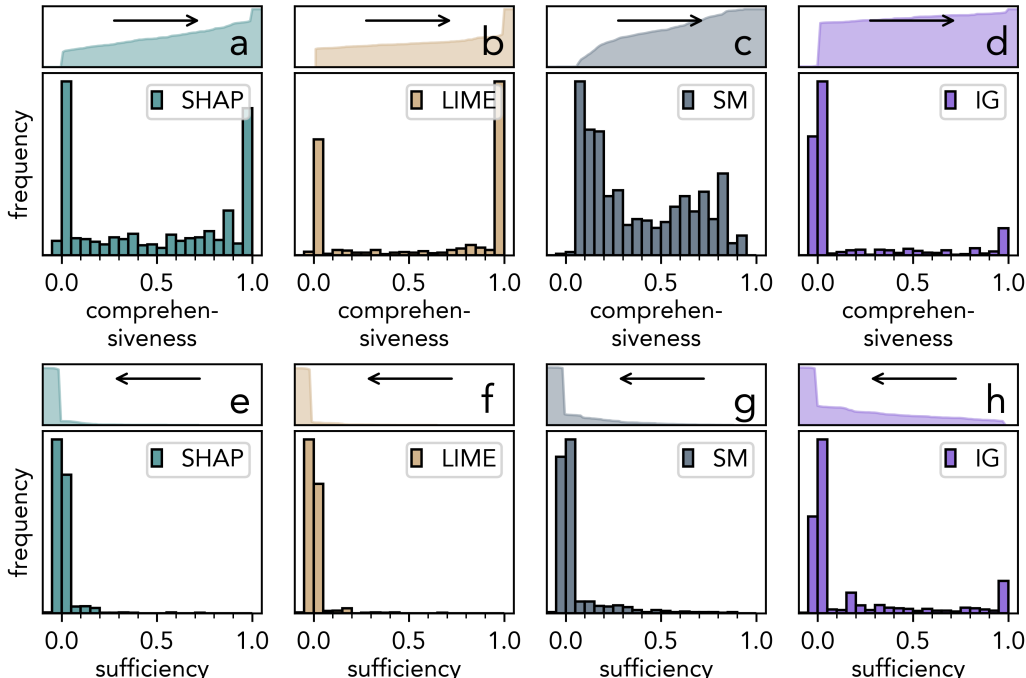 a
b
c
d
frequency
SHAP
LIME
SM
IG
0.0 0.5 1.0
0.0 0.5 1.0
0.0 0.5 1.0
0.0 0.5 1.0
comprehen-
siveness
comprehen-
siveness
comprehen-
siveness
comprehen-
siveness
e
f
g
h
frequency
SHAP
LIME
SM
IG
0.0 0.5 1.0
0.0 0.5 1.0
0.0 0.5 1.0
0.0 0.5 1.0
sufficiency
sufficiency
sufficiency
sufficiency